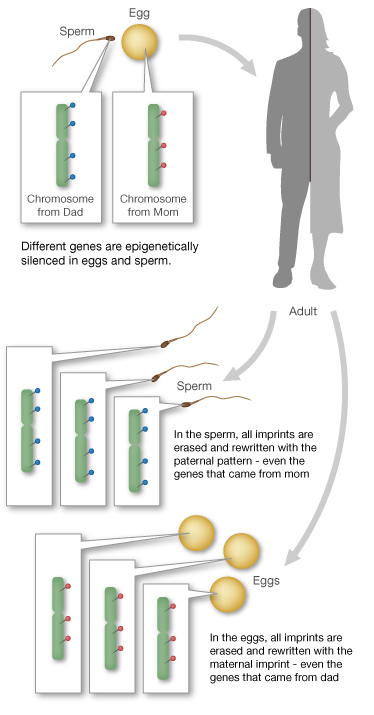 Egg
Sperm
Chromosome
from Dad
Chromosome
from Mom
Different genes are epigenetically
silenced in eggs and sperm.
Adult
Sperm
In the sperm, all imprints are
erased and rewritten with the
paternal pattern - even the
genes that came from mom
Eggs
In the eggs, all imprints are
erased and rewritten with the
maternal imprint - even the
genes that came from dad